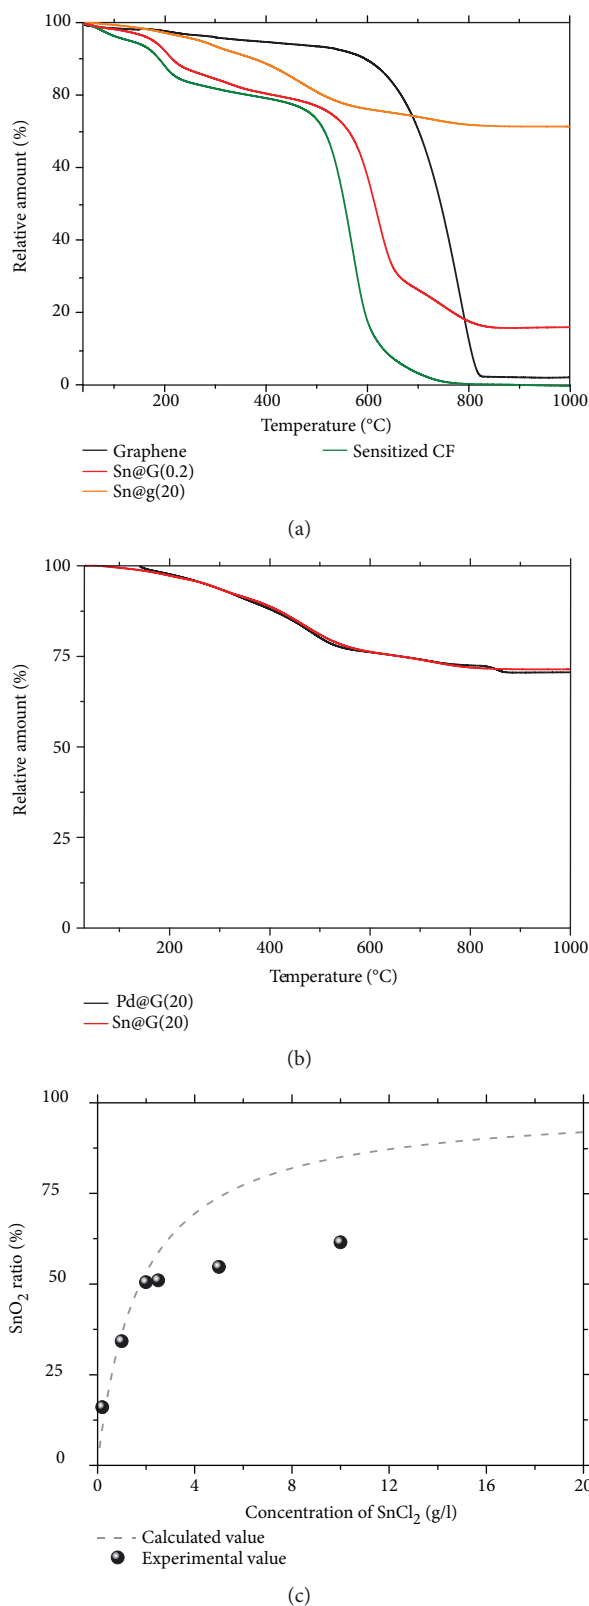 100
80
60
40
20
0
Relative amount (%)
200
400
600
800
1000
Temperature (°C)
Graphene
Sensitized CF
Sn@G(0.2)
Sn@g(20)
(a)
100
75
50
25
0
Relative amount (%)
200
400
600
800
1000
Temperature (°C)
Pd@G(20)
Sn@G(20)
(b)
100
75
50
25
0
SnO2 ratio (%)
0
4
8
12
16
20
Concentration of SnCl2 (g/l)
Calculated value
Experimental value
(c)